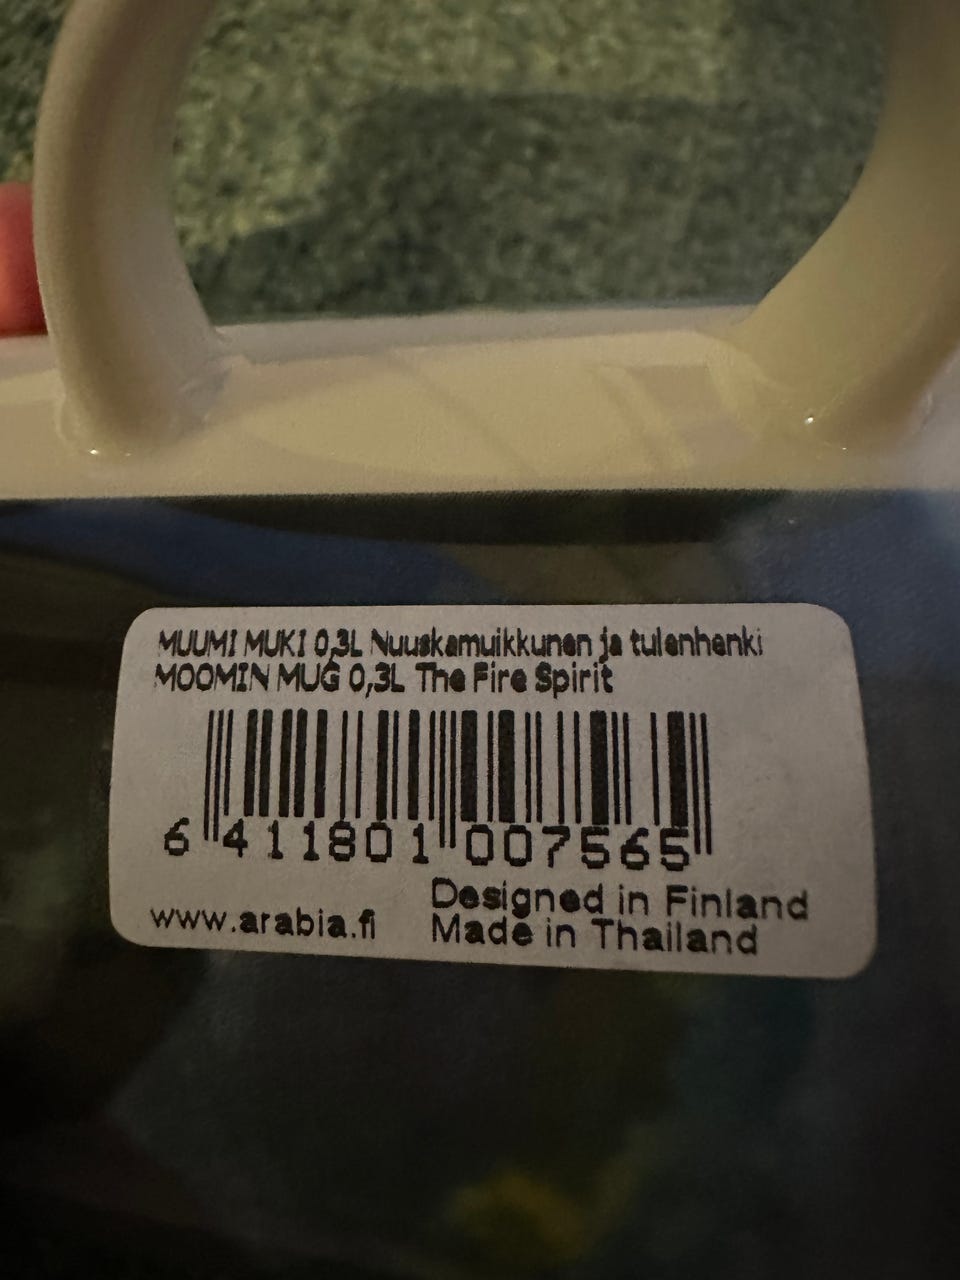 MUUMI MUKI 0,3L Nuuskamuikkunen ja tulenhenki
MOOMIN MUG 0,3L The Fire Spirit
6 411801 007565
www.arabia.fi
Designed in Finland
Made in Thailand